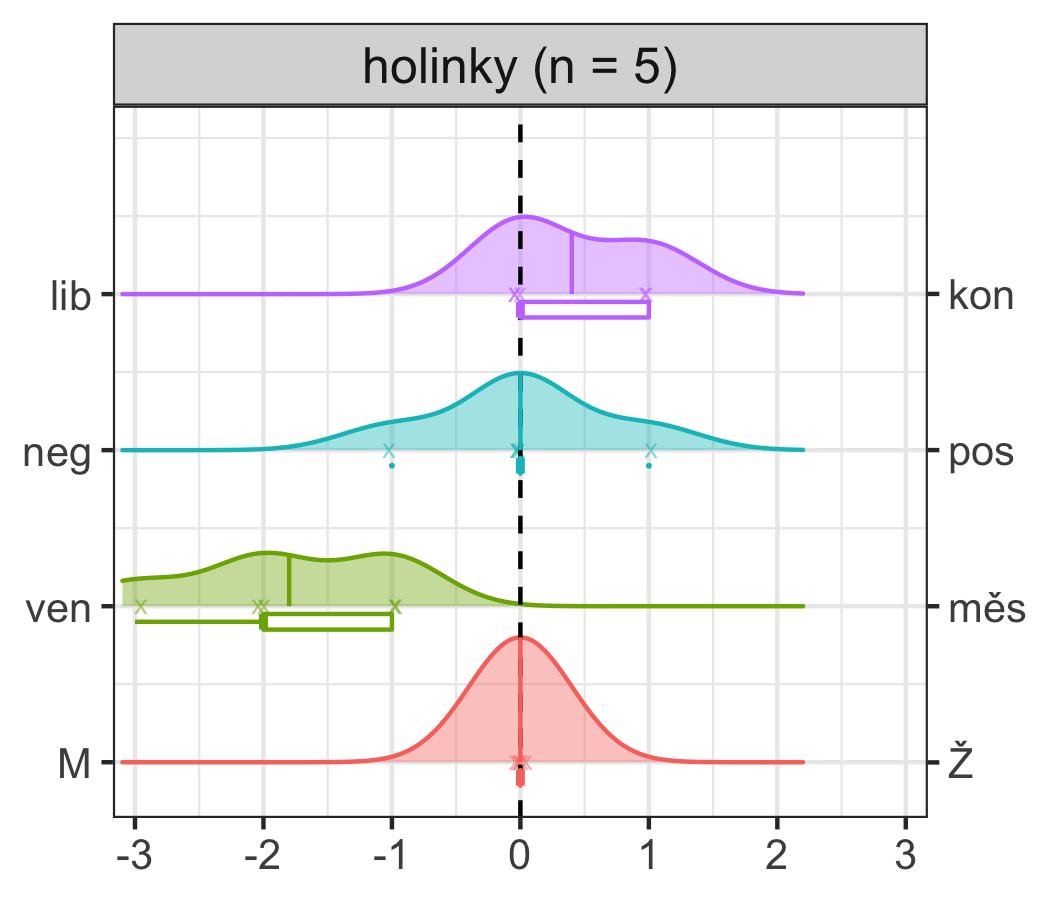 holinky (n = 5)
lib kon
neg pos
ven měs
M Ž
-3 -2 -1 0 1 2 3